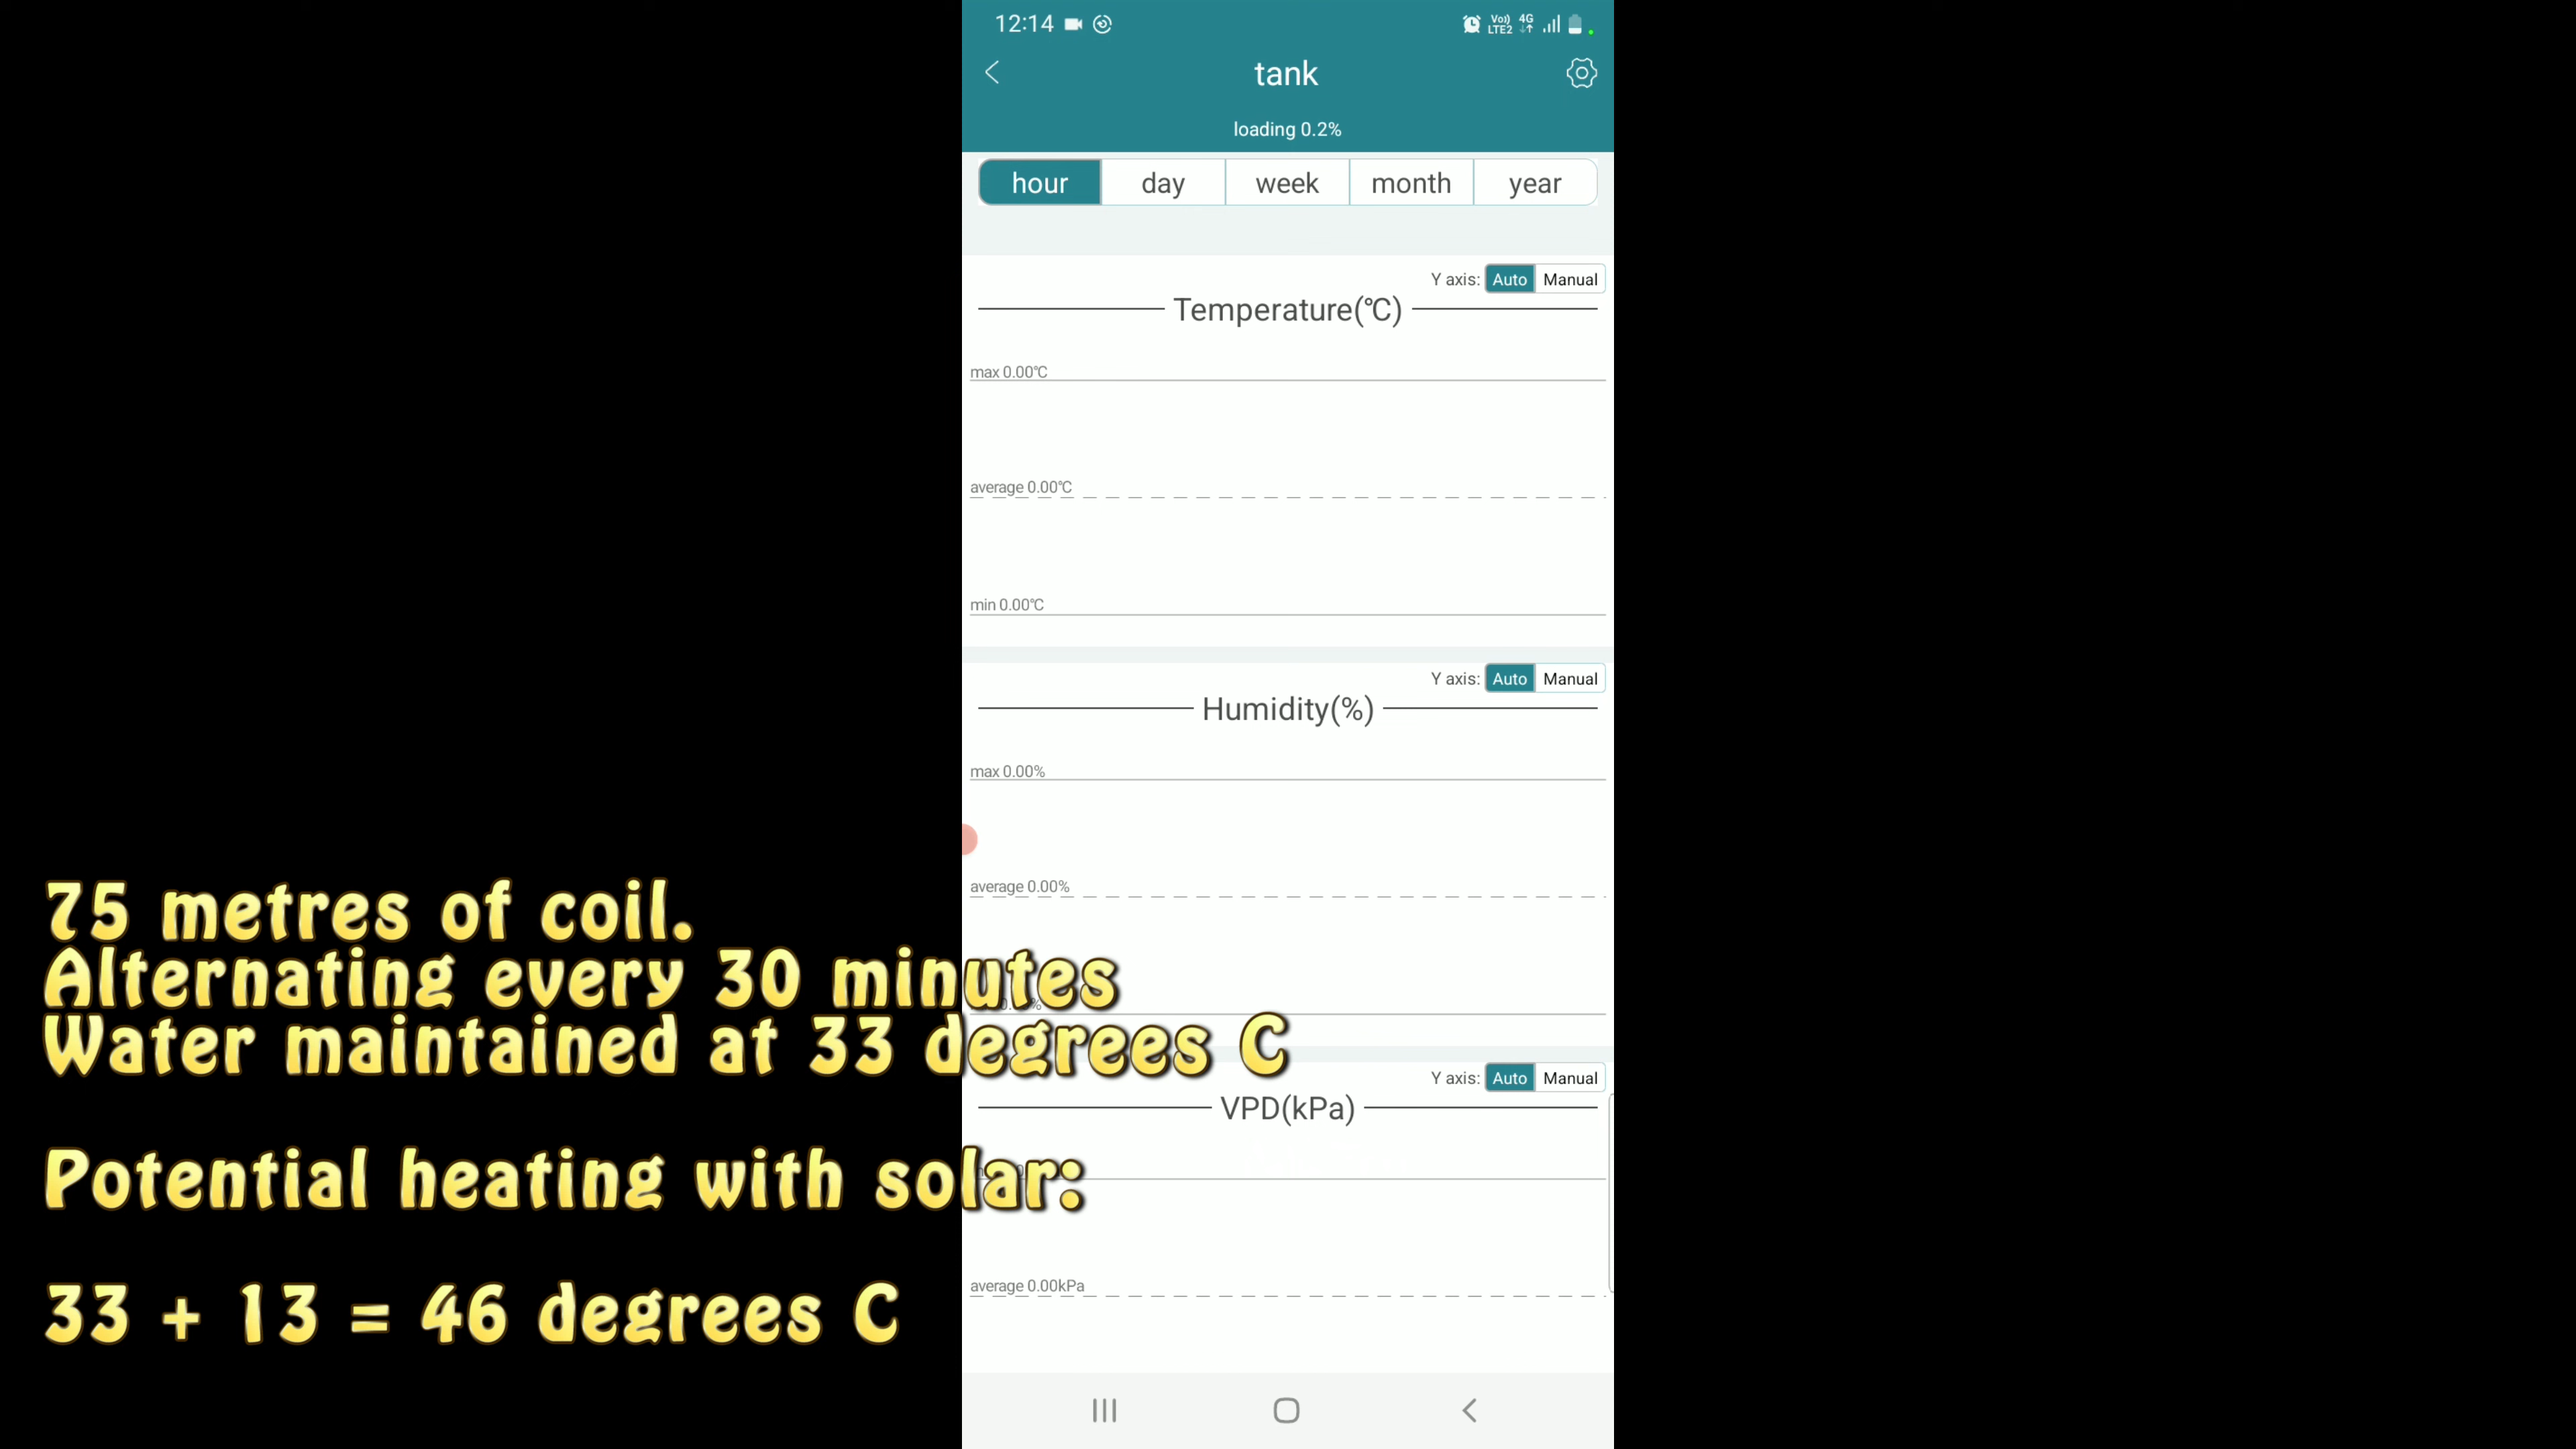 12:14
Vo)) LTE2 4G
tank
loading 0.2%
hour day week month year
Y axis: Auto Manual
Temperature(℃)
max 0.00℃
average 0.00℃
min 0.00℃
Y axis: Auto Manual
Humidity(%)
max 0.00%
average 0.00%
75 metres of coil.
Alternating every 30 minutes
Water maintained at 33 degrees C
Y axis: Auto Manual
VPD(kPa)
Potential heating with solar:
average 0.00kPa
33 + 13 = 46 degrees C